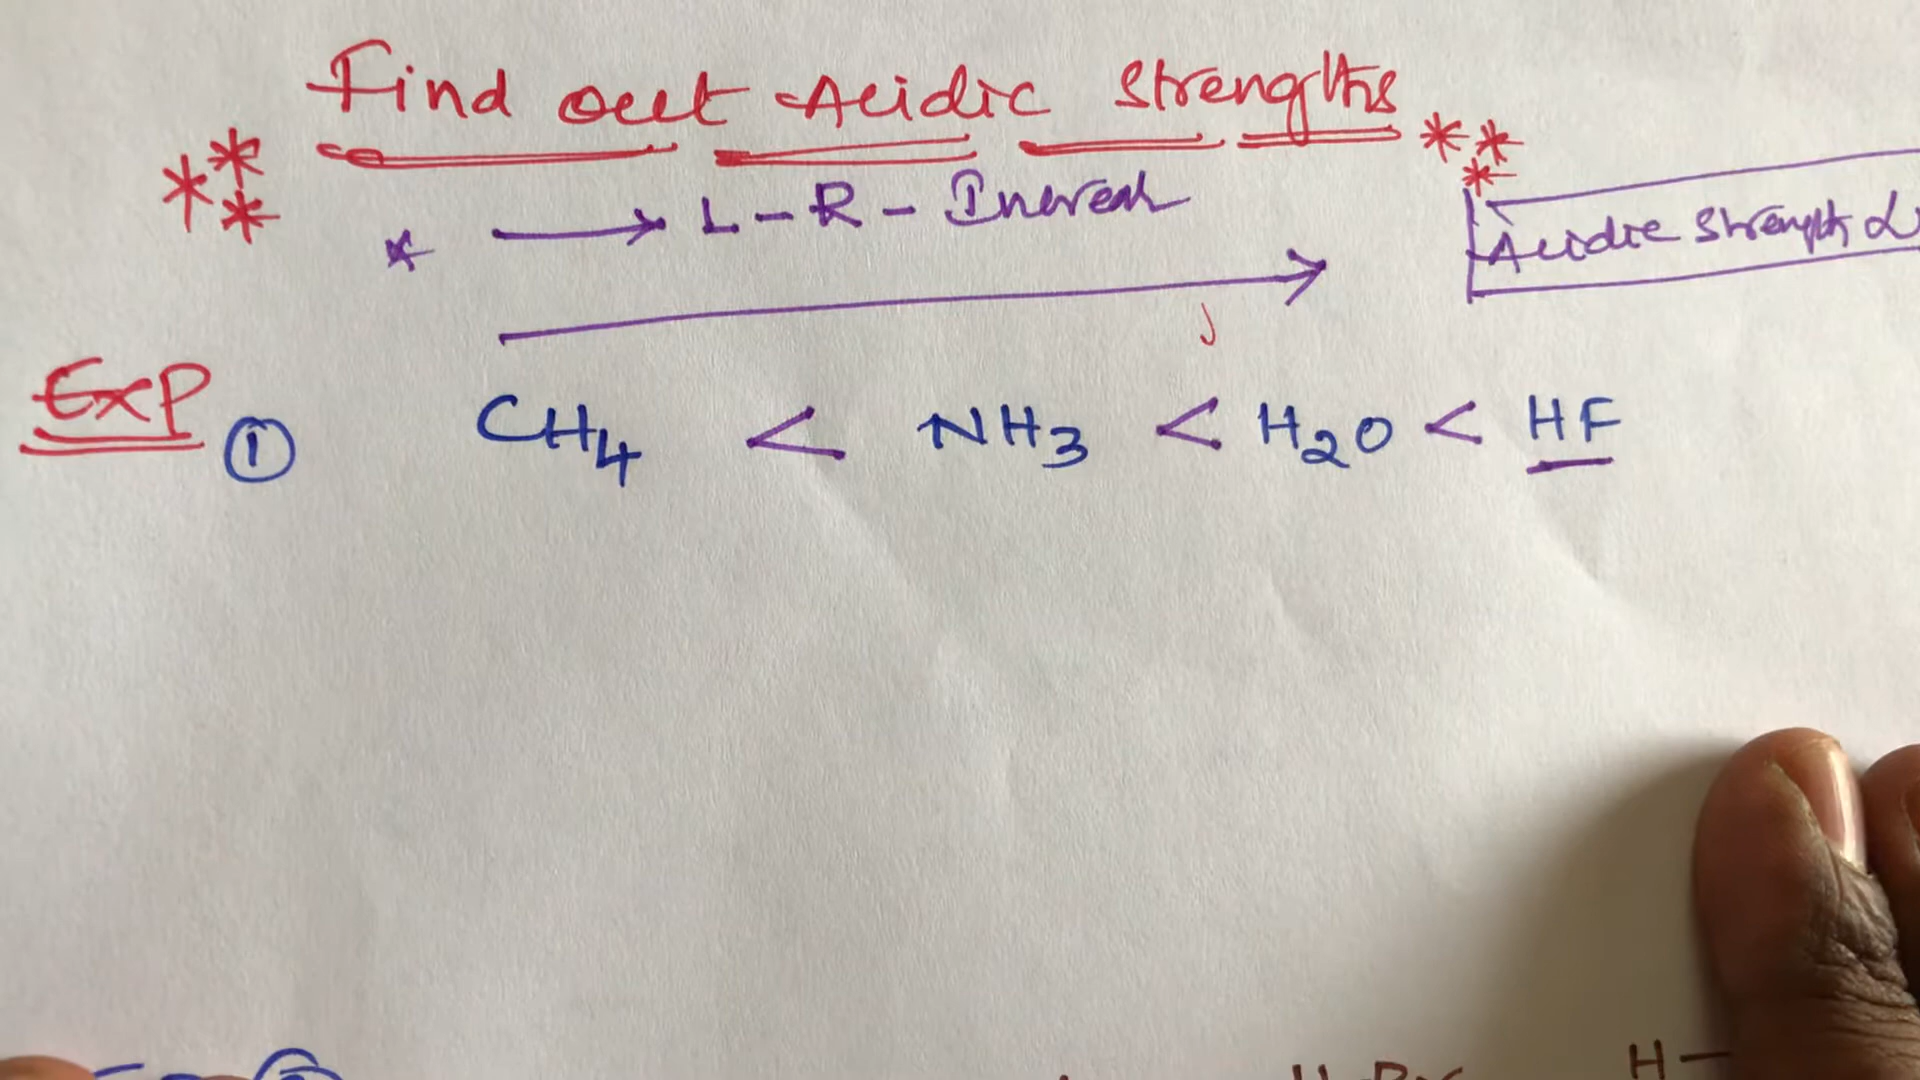 Find out Acidic Strengths
* → L-R-Increase
Acidic Strength α
Exp ① CH4 < NH3 < H2O < HF
H-